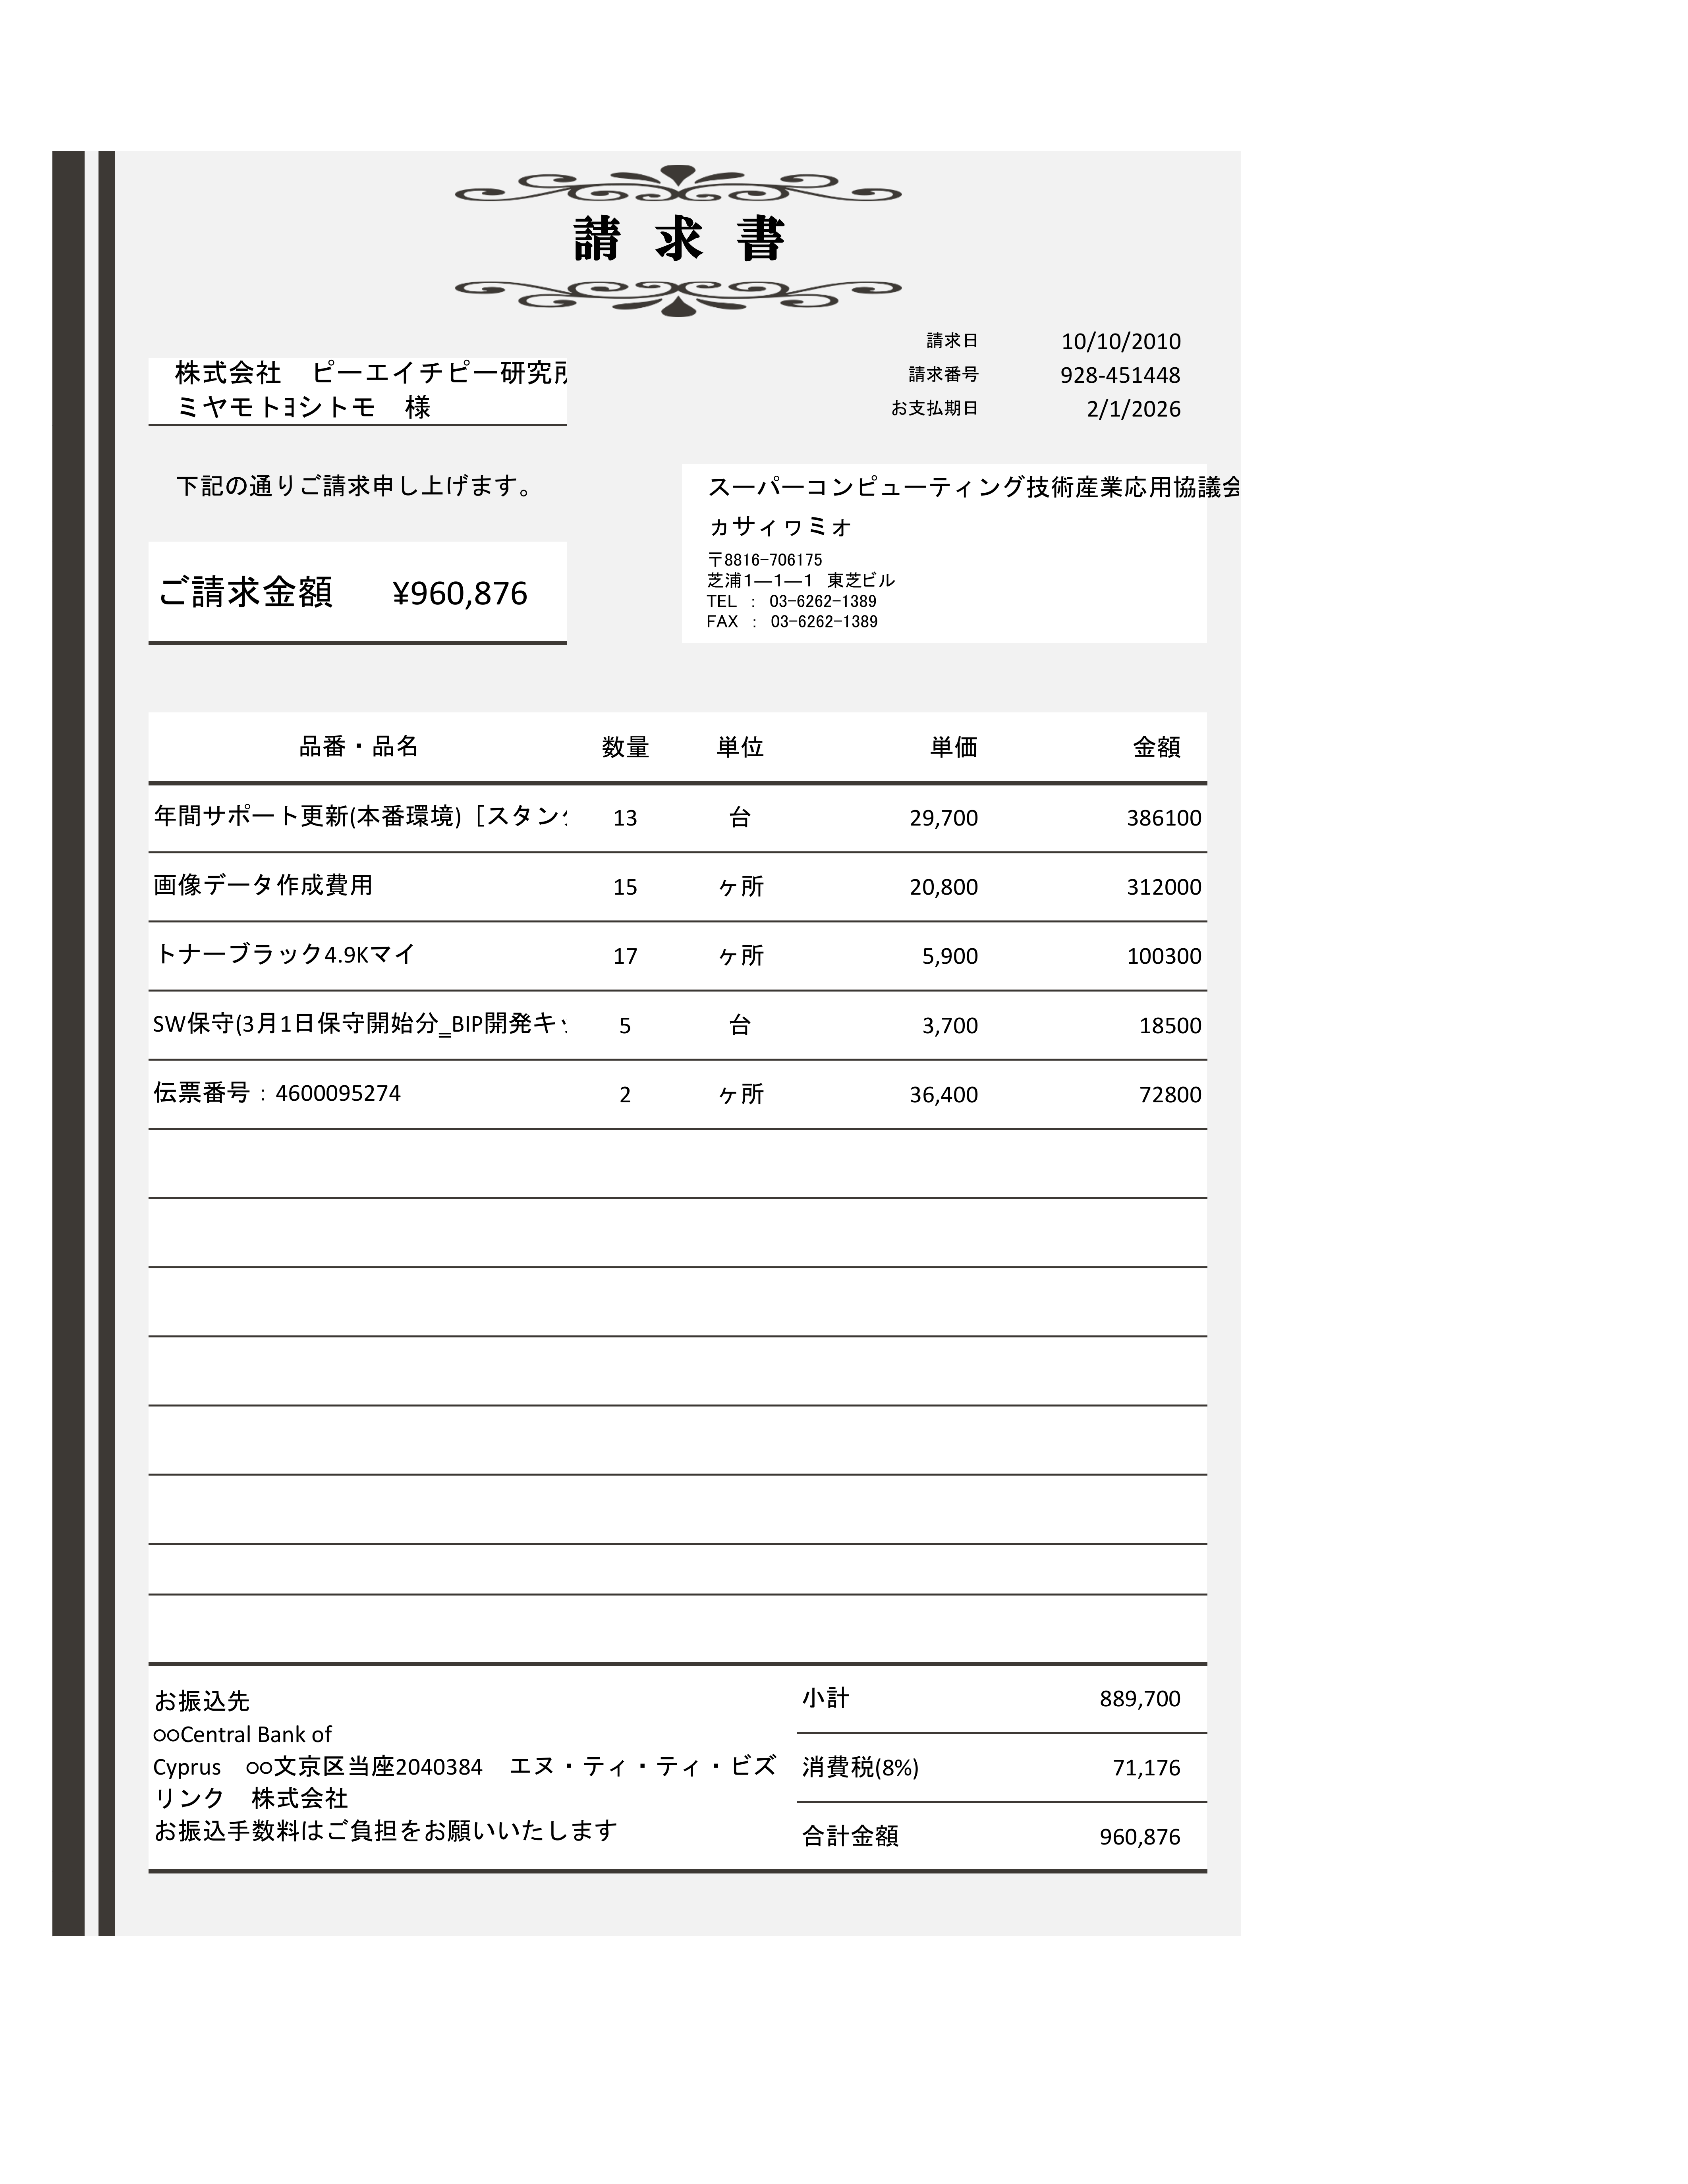 請 求 書
請求日 10/10/2010
請求番号 928-451448
お支払期日 2/1/2026
株式会社　ピーエイチピー研究所
ミヤモトヨシトモ　様
下記の通りご請求申し上げます。
スーパーコンピューティング技術産業応用協議会
カサイワミオ
〒8816-706175
芝浦1―1―1　東芝ビル
TEL ： 03-6262-1389
FAX ： 03-6262-1389
ご請求金額 ¥960,876
品番・品名 数量 単位 単価 金額
年間サポート更新(本番環境)［スタン 13 台 29,700 386100
画像データ作成費用 15 ヶ所 20,800 312000
トナーブラック4.9Kマイ 17 ヶ所 5,900 100300
SW保守(3月1日保守開始分_BIP開発キッ 5 台 3,700 18500
伝票番号：4600095274 2 ヶ所 36,400 72800
お振込先
○○Central Bank of
Cyprus　○○文京区当座2040384　エヌ・ティ・ティ・ビズ
リンク　株式会社
お振込手数料はご負担をお願いいたします
小計 889,700
消費税(8%) 71,176
合計金額 960,876